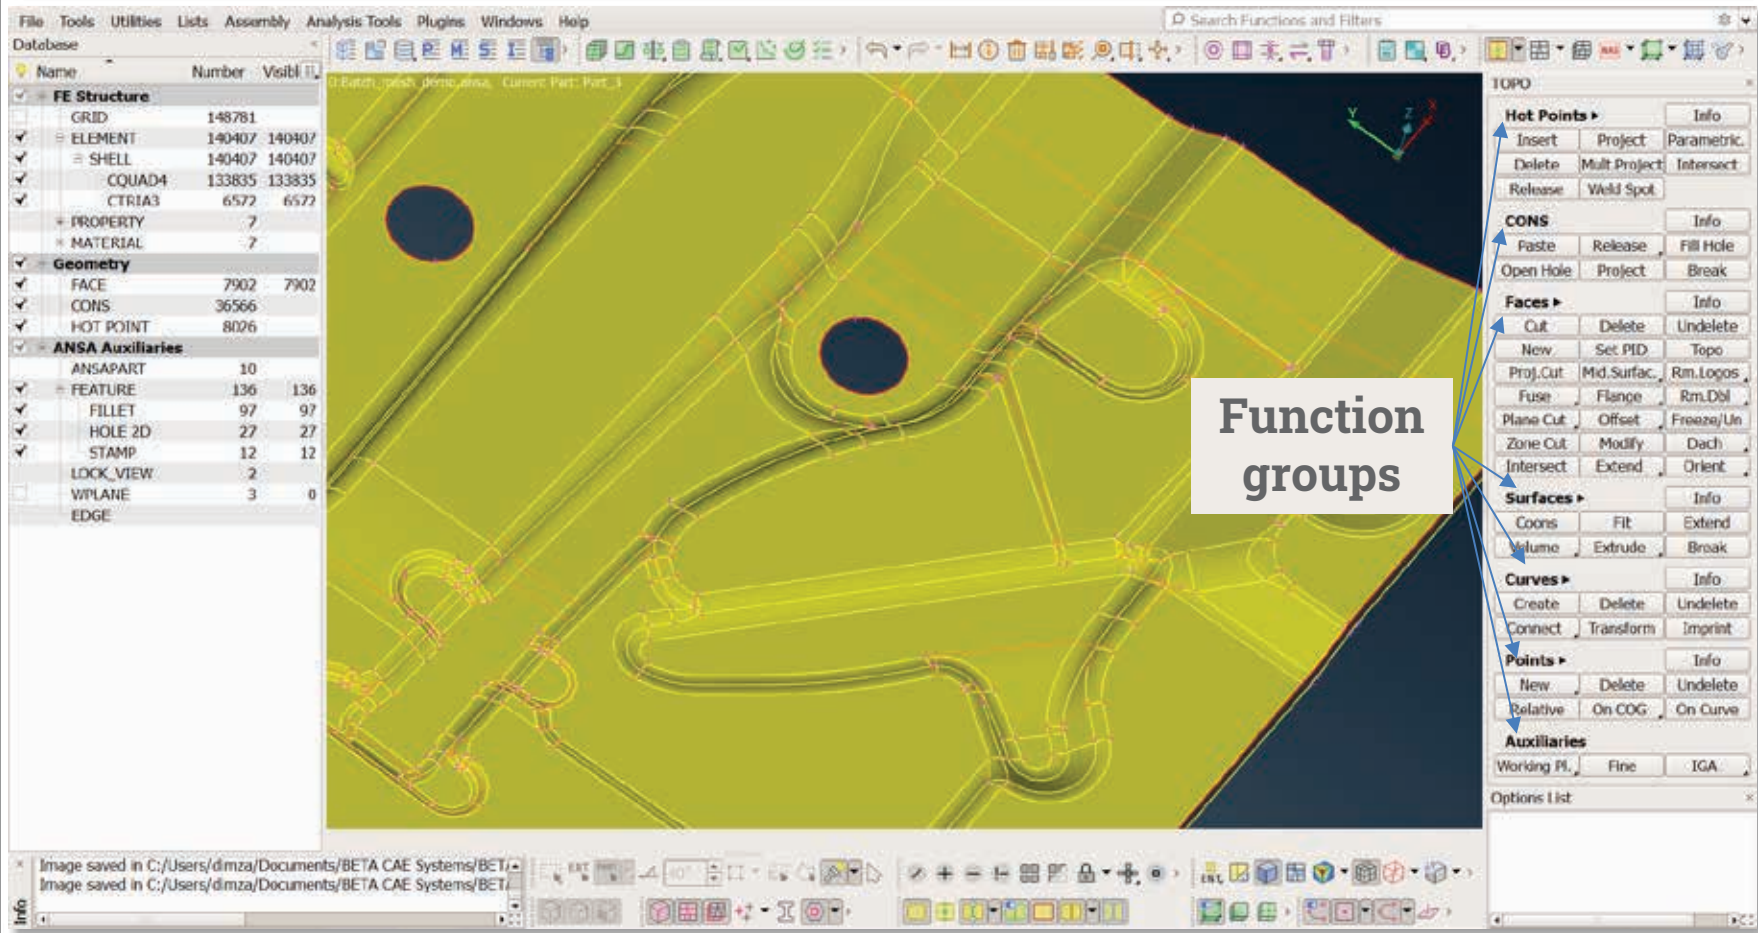 File Tools Utilities Lists Assembly Analysis Tools Plugins Windows Help
Search Functions and Filters
Database
Name Number Visibl
FE Structure
GRID 148781
ELEMENT 140407 140407
SHELL 140407 140407
CQUAD4 133835 133835
CTRIA3 6572 6572
PROPERTY 7
MATERIAL 7
Geometry
FACE 7902 7902
CONS 36566
HOT POINT 8026
ANSA Auxiliaries
ANSAPART 10
FEATURE 136 136
FILLET 97 97
HOLE 2D 27 27
STAMP 12 12
LOCK_VIEW 2
WPLANE 3 0
EDGE
Current Part: Part_3
Y Z X
Function
groups
TOPO
Hot Points Info
Insert Project Parametric.
Delete Mult Project Intersect
Release Weld Spot
CONS Info
Paste Release Fill Hole
Open Hole Project Break
Faces Info
Cut Delete Undelete
New Set PID Topo
Proj.Cut Mid.Surfac. Rm.Logos
Fuse Flange Rm.Dbl
Plane Cut Offset Freeze/Un
Zone Cut Modify Dach
Intersect Extend Orient
Surfaces Info
Coons Fit Extend
Volume Extrude Break
Curves Info
Create Delete Undelete
Connect Transform Imprint
Points Info
New Delete Undelete
Relative On COG On Curve
Auxiliaries
Working Pl. Fine IGA
Options List
Image saved in C:/Users/dimza/Documents/BETA CAE Systems/BET
Image saved in C:/Users/dimza/Documents/BETA CAE Systems/BETA
Info